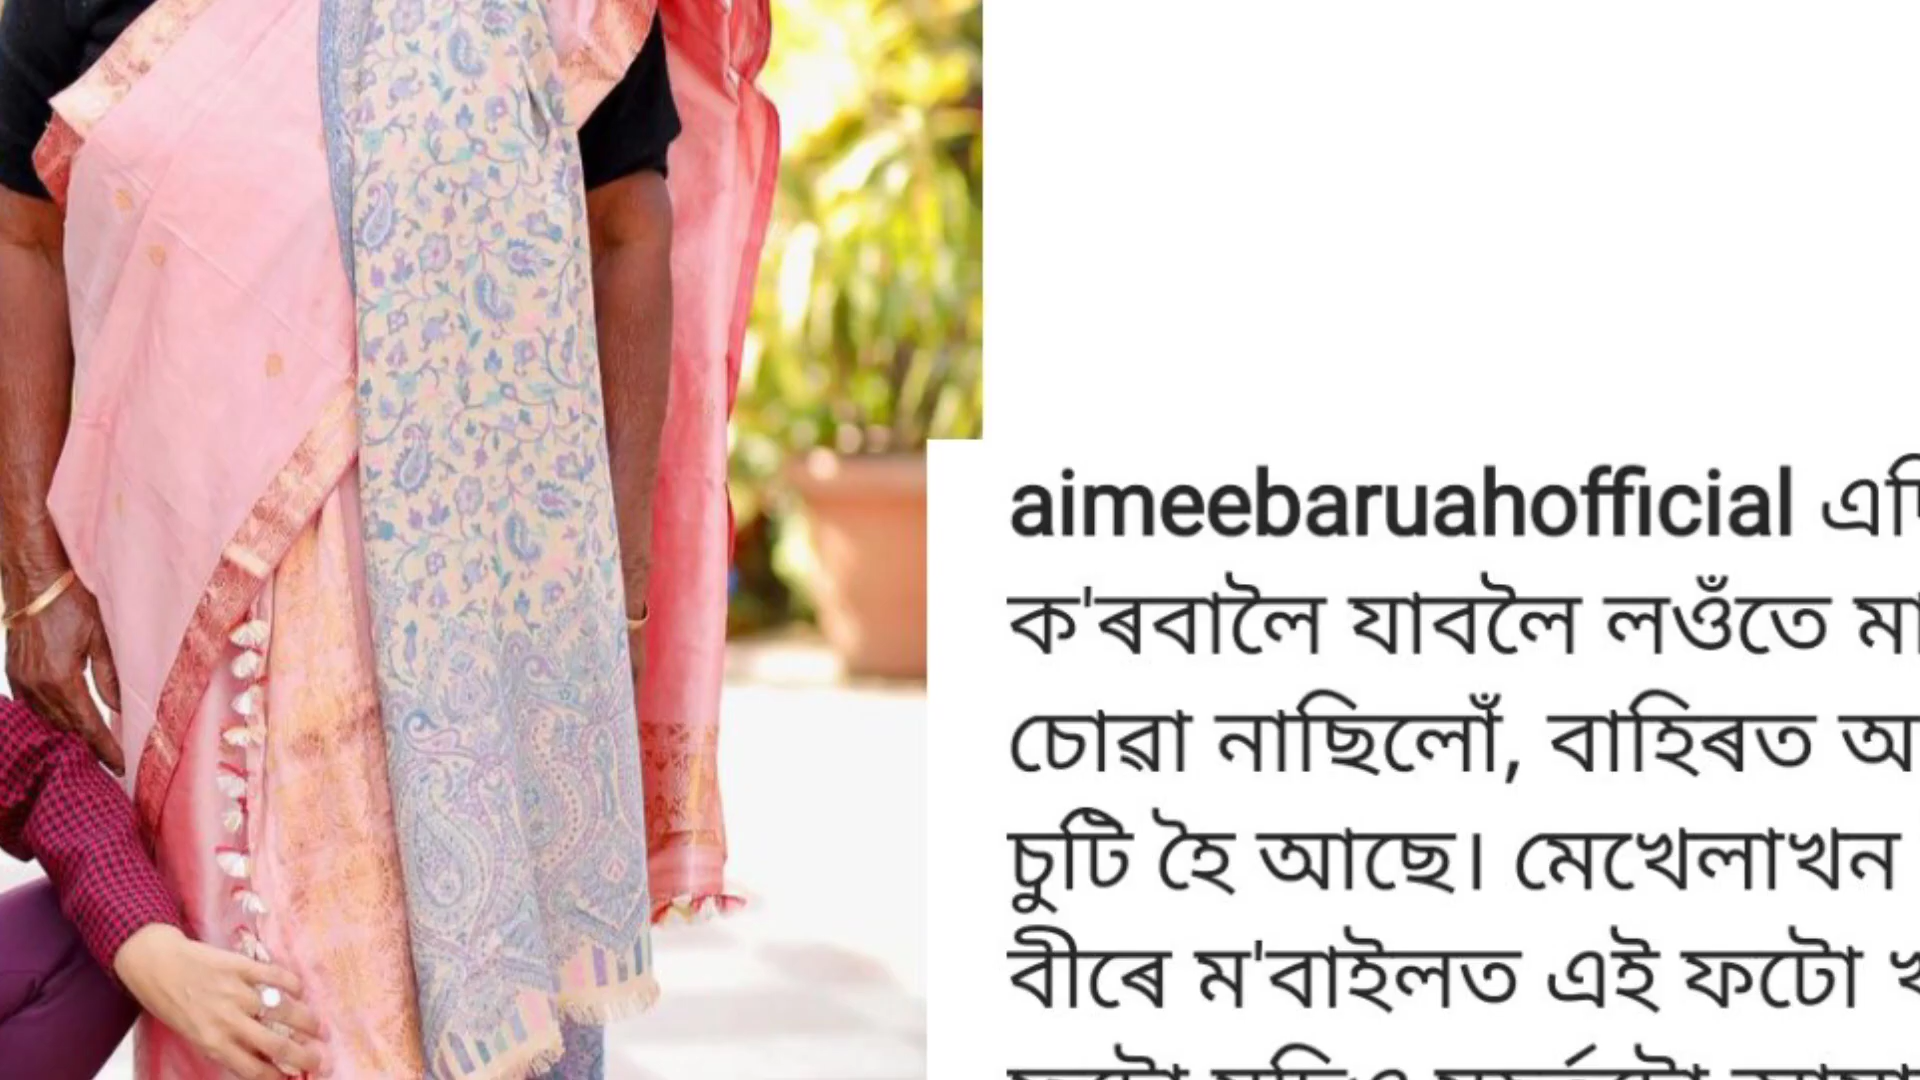 aimeebaruahofficial
ক'ৰবালৈ যাবলৈ লওঁতে
চোৱা নাছিলোঁ, বাহিৰত
চুটি হৈ আছে। মেখেলাখন
বীৰে ম'বাইলত এই ফটো